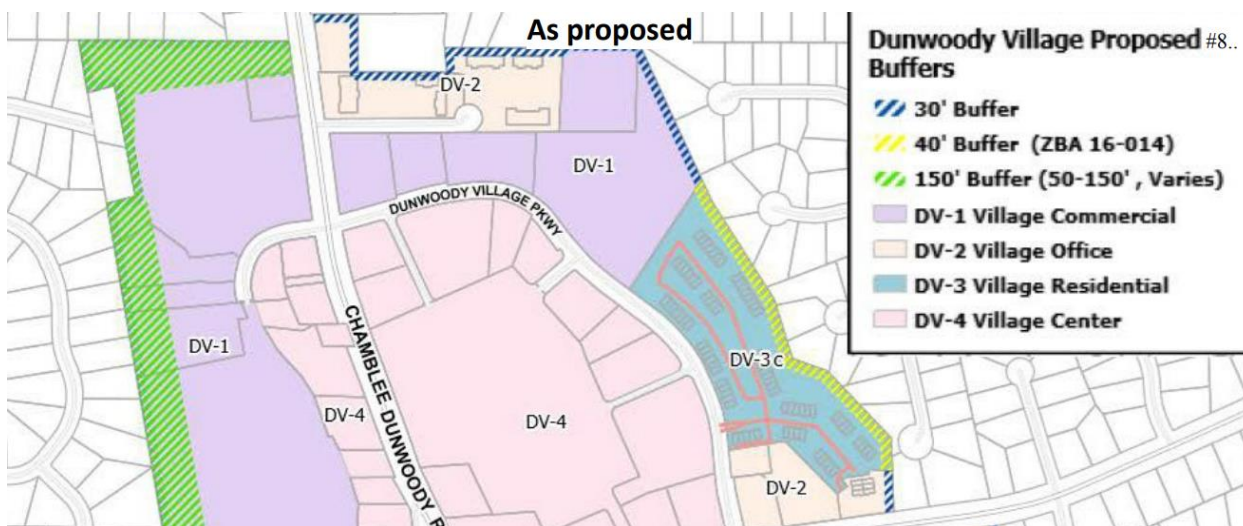 As proposed
Dunwoody Village Proposed #8..
Buffers
30' Buffer
40' Buffer (ZBA 16-014)
150' Buffer (50-150' , Varies)
DV-1 Village Commercial
DV-2 Village Office
DV-3 Village Residential
DV-4 Village Center
DV-2
DV-1
DUNWOODY VILLAGE PKWY
DV-1
DV-3 c
DV-4
DV-4
CHAMBLEE DUNWOODY R
DV-2